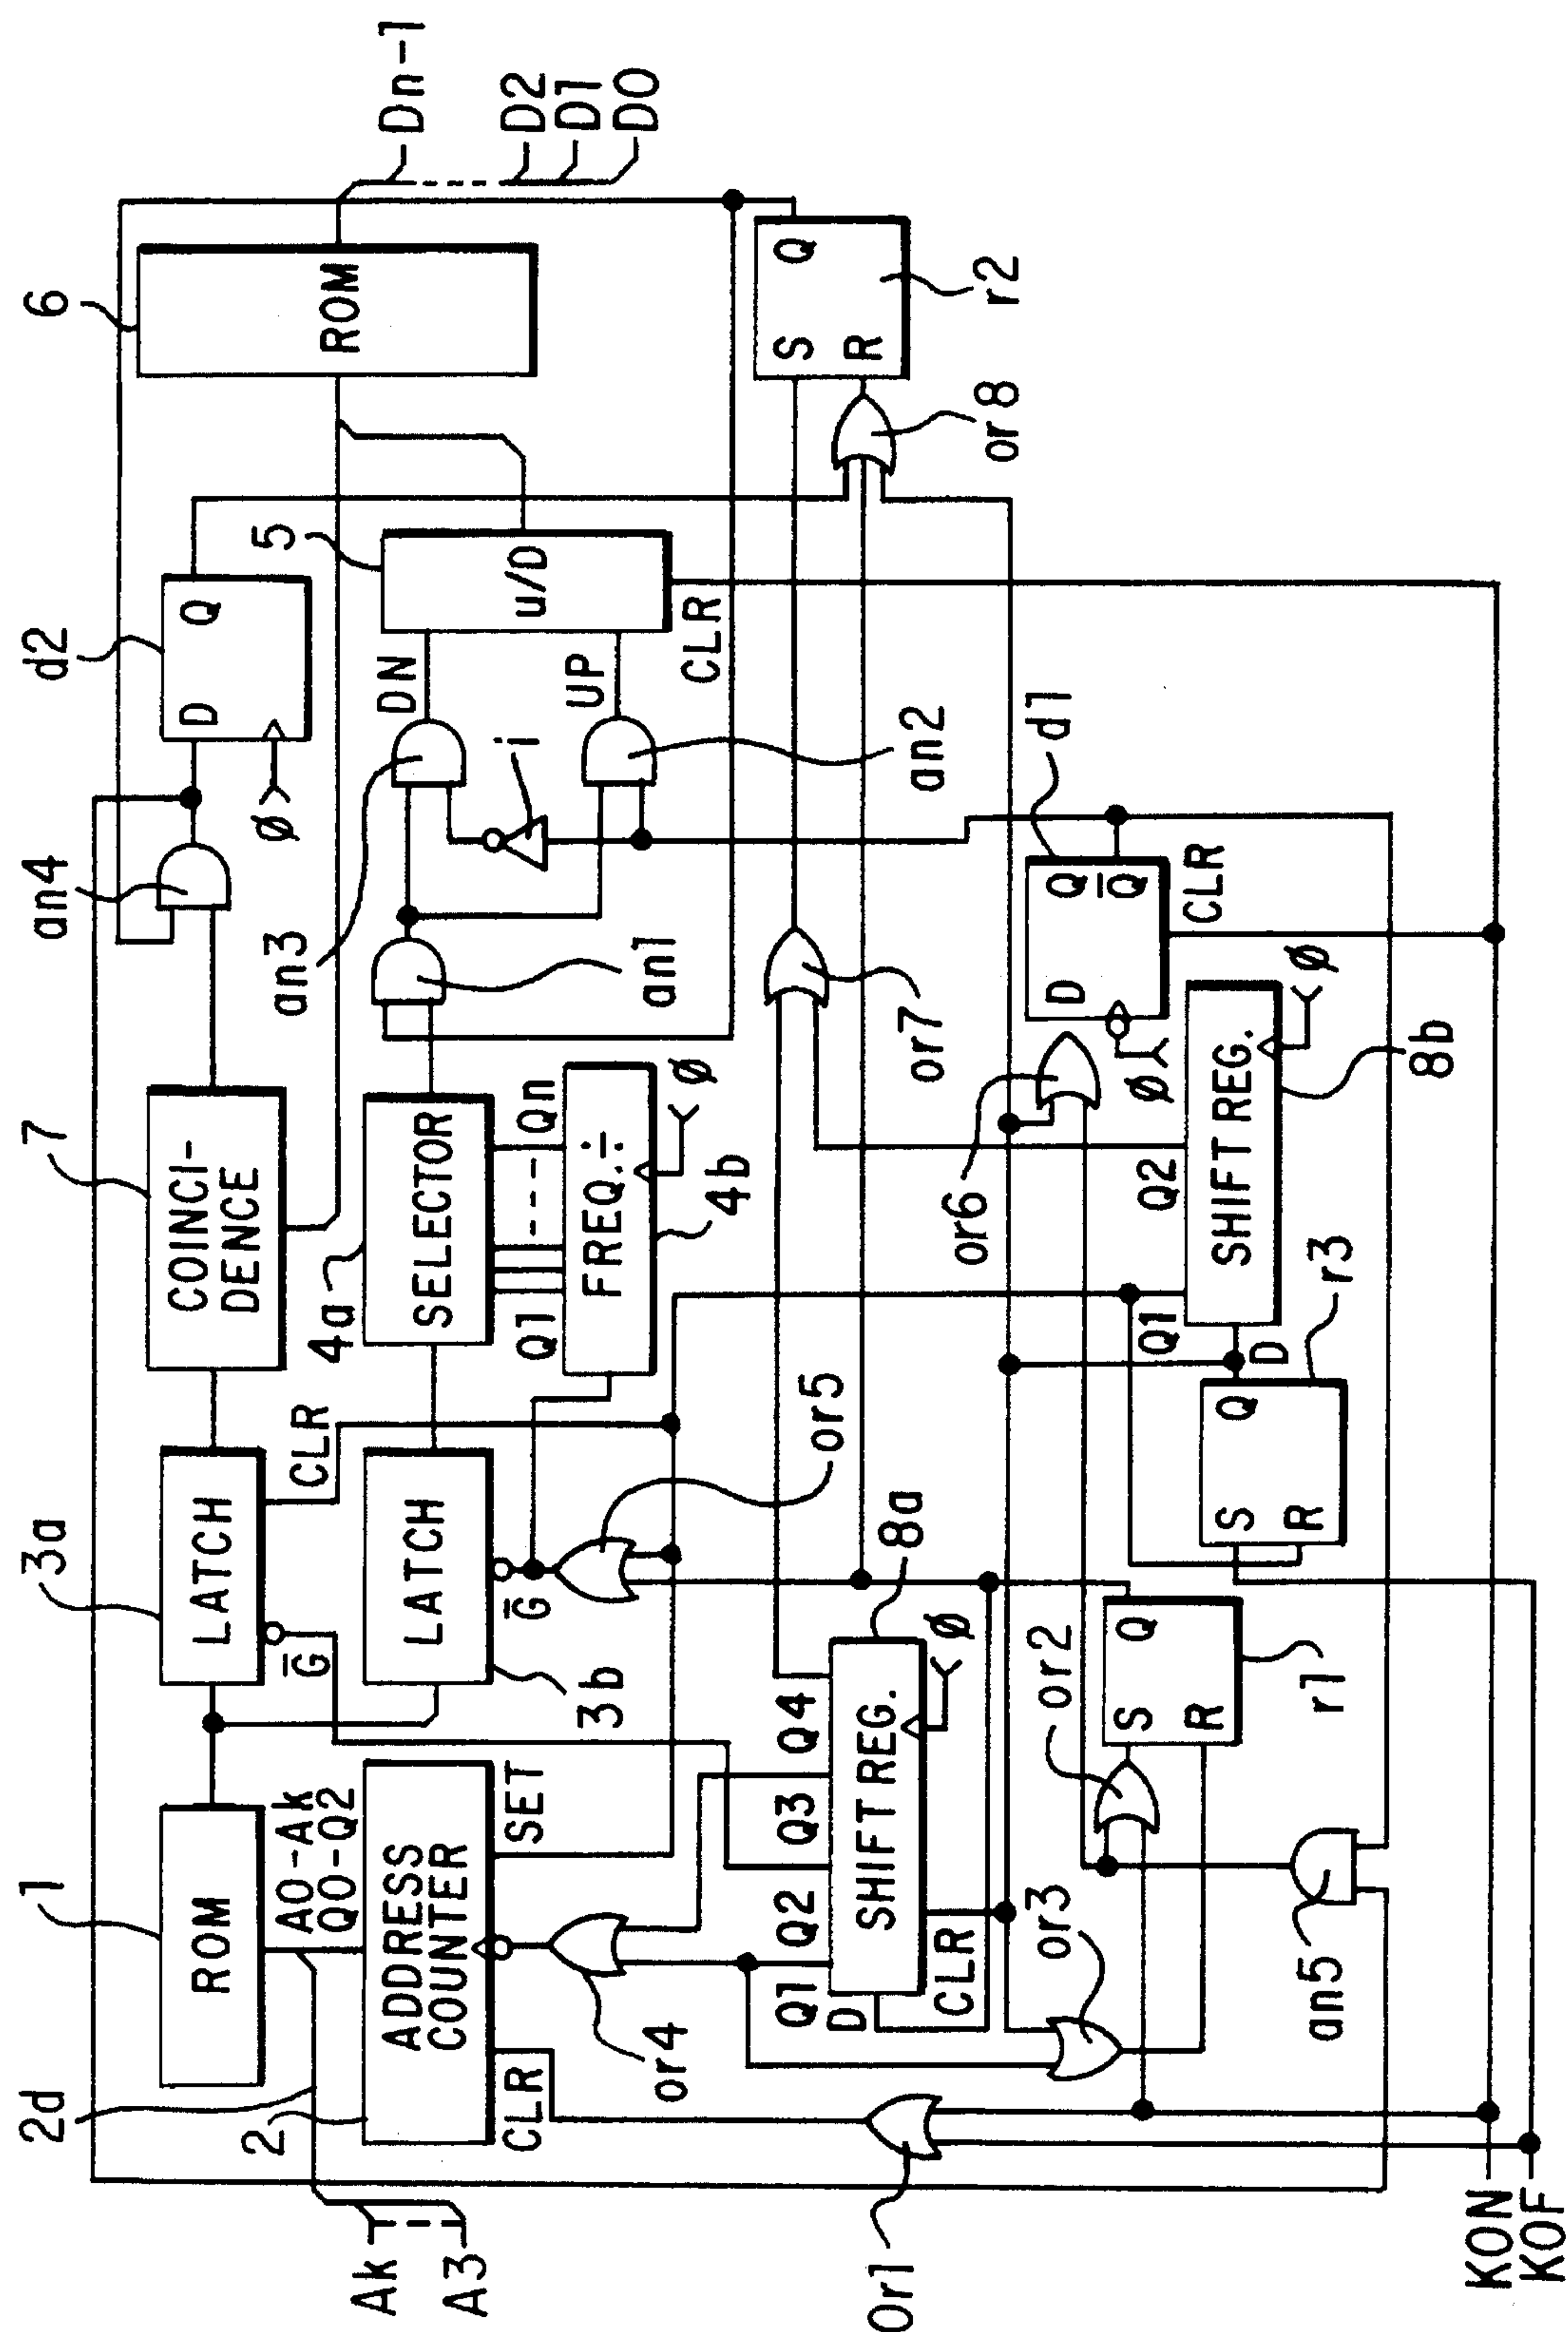 1
ROM
A0-Ak
Q0-Q2
2d
2
ADDRESS
COUNTER
CLR
SET
Ak
A3
3a
LATCH
G
CLR
LATCH
G
3b
7
COINCI-
DENCE
4a
SELECTOR
Q1
Qn
FREQ.÷
ø
4b
an4
d2
D
Q
ø
an3
an1
i
an2
DN
UP
5
u/D
CLR
6
ROM
Dn-1
D2
D1
D0
S
R
Q
r2
or8
or7
or5
8a
SHIFT REG.
Q1
Q2
Q3
Q4
D
CLR
ø
or4
or3
or2
Or1
S
R
Q
r1
an5
S
R
Q
r3
D
Q1
Q2
SHIFT REG.
8b
ø
or6
d1
D
Q
Q
CLR
ø
KON
KOF